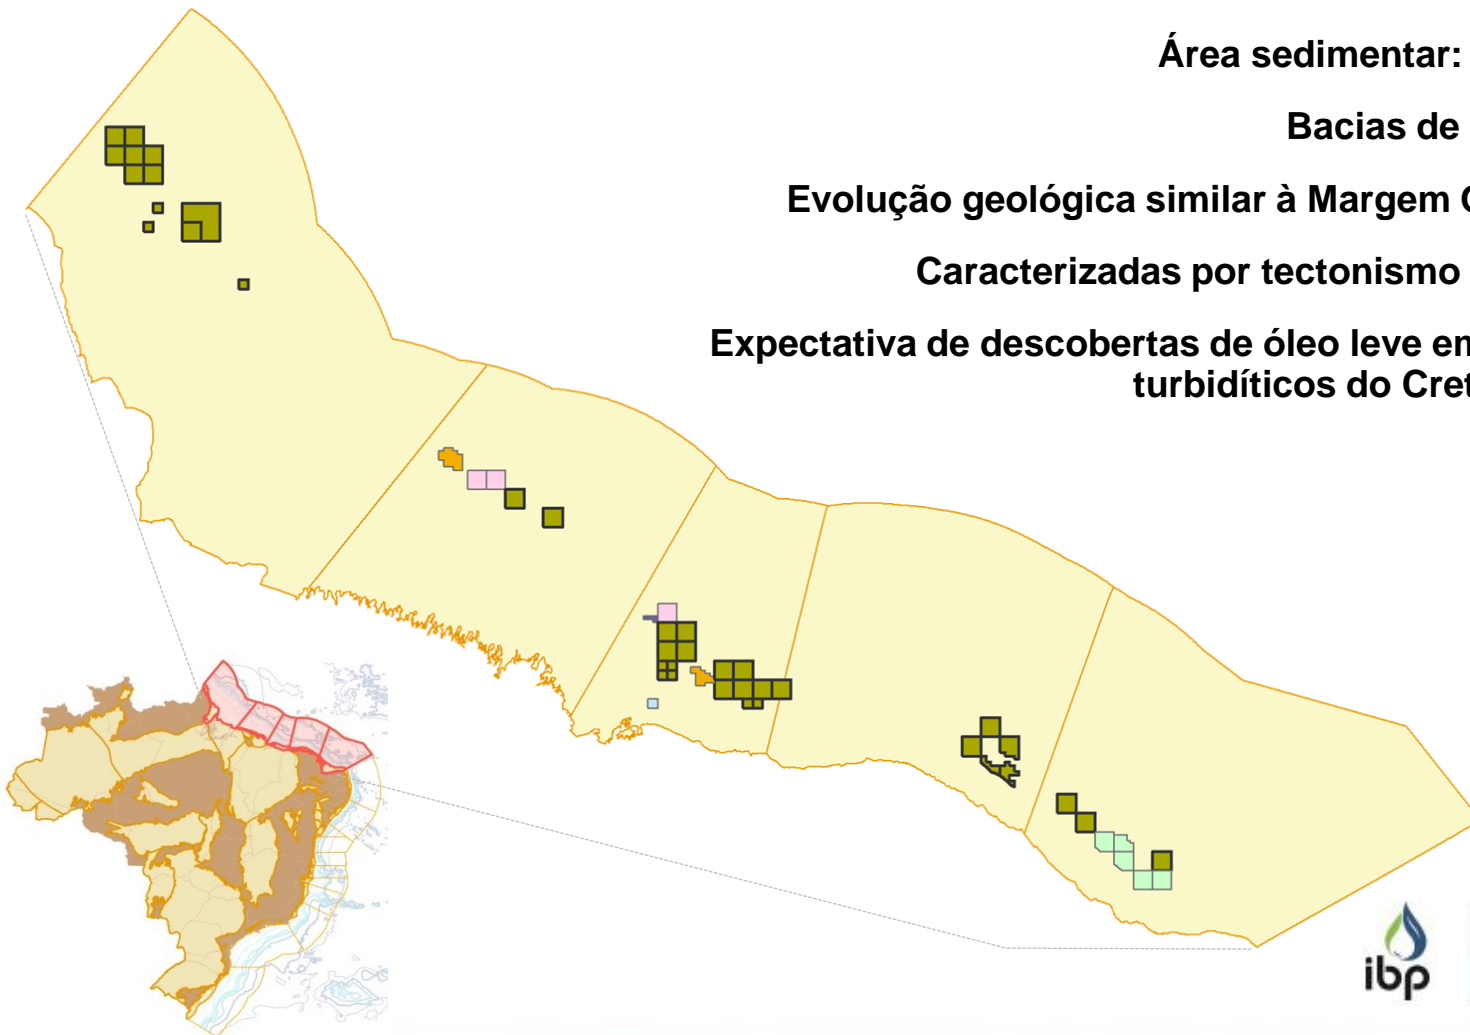 Área sedimentar:
Bacias de
Evolução geológica similar à Margem
Caracterizadas por tectonismo
Expectativa de descobertas de óleo leve em
turbidíticos do Cret
ibp